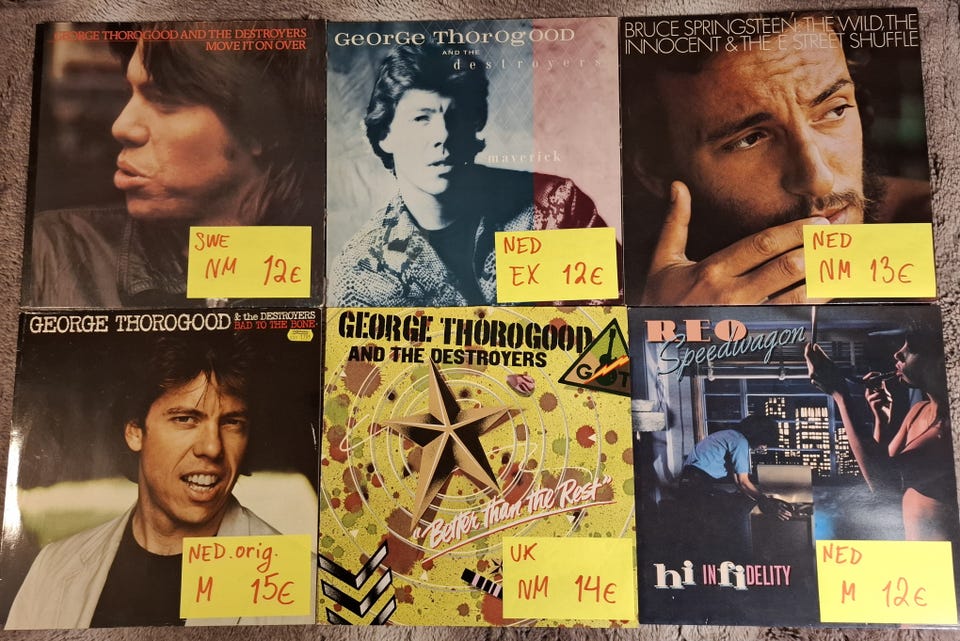 GEORGE THOROGOOD AND THE DESTROYERS
MOVE IT ON OVER
SWE
NM 12€
GEORGE THOROGOOD
AND THE
destroyers
maverick
NED
EX 12€
BRUCE SPRINGSTEEN: THE WILD, THE
INNOCENT & THE E STREET SHUFFLE
NED
NM 13€
GEORGE THOROGOOD & the DESTROYERS
BAD TO THE BONE
NED. orig.
M 15€
GEORGE THOROGOOD
AND THE DESTROYERS
G T
"Better than the Rest"
UK
NM 14€
REO
Speedwagon
hi INfiDELITY
NED
M 12€